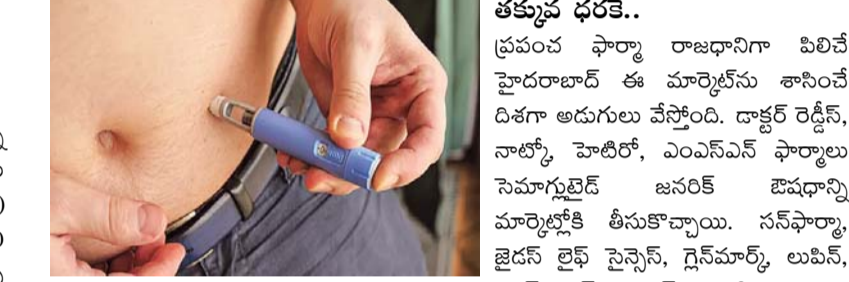 తక్కువ ధరకే..
ప్రపంచ ఫార్మా రాజధానిగా పిలిచే
హైదరాబాద్ ఈ మార్కెట్‌ను శాసించే
దిశగా అడుగులు వేస్తోంది. డాక్టర్ రెడ్డీస్,
నాట్కో, హెటిరో, ఎంఎస్ఎన్ ఫార్మాలు
సెమాగ్లుటైడ్ జనరిక్ ఔషధాన్ని
మార్కెట్లోకి తీసుకొచ్చాయి. సన్‌ఫార్మా,
జైడస్ లైఫ్ సైన్సెస్, గ్లెన్‌మార్క్, లుపిన్,